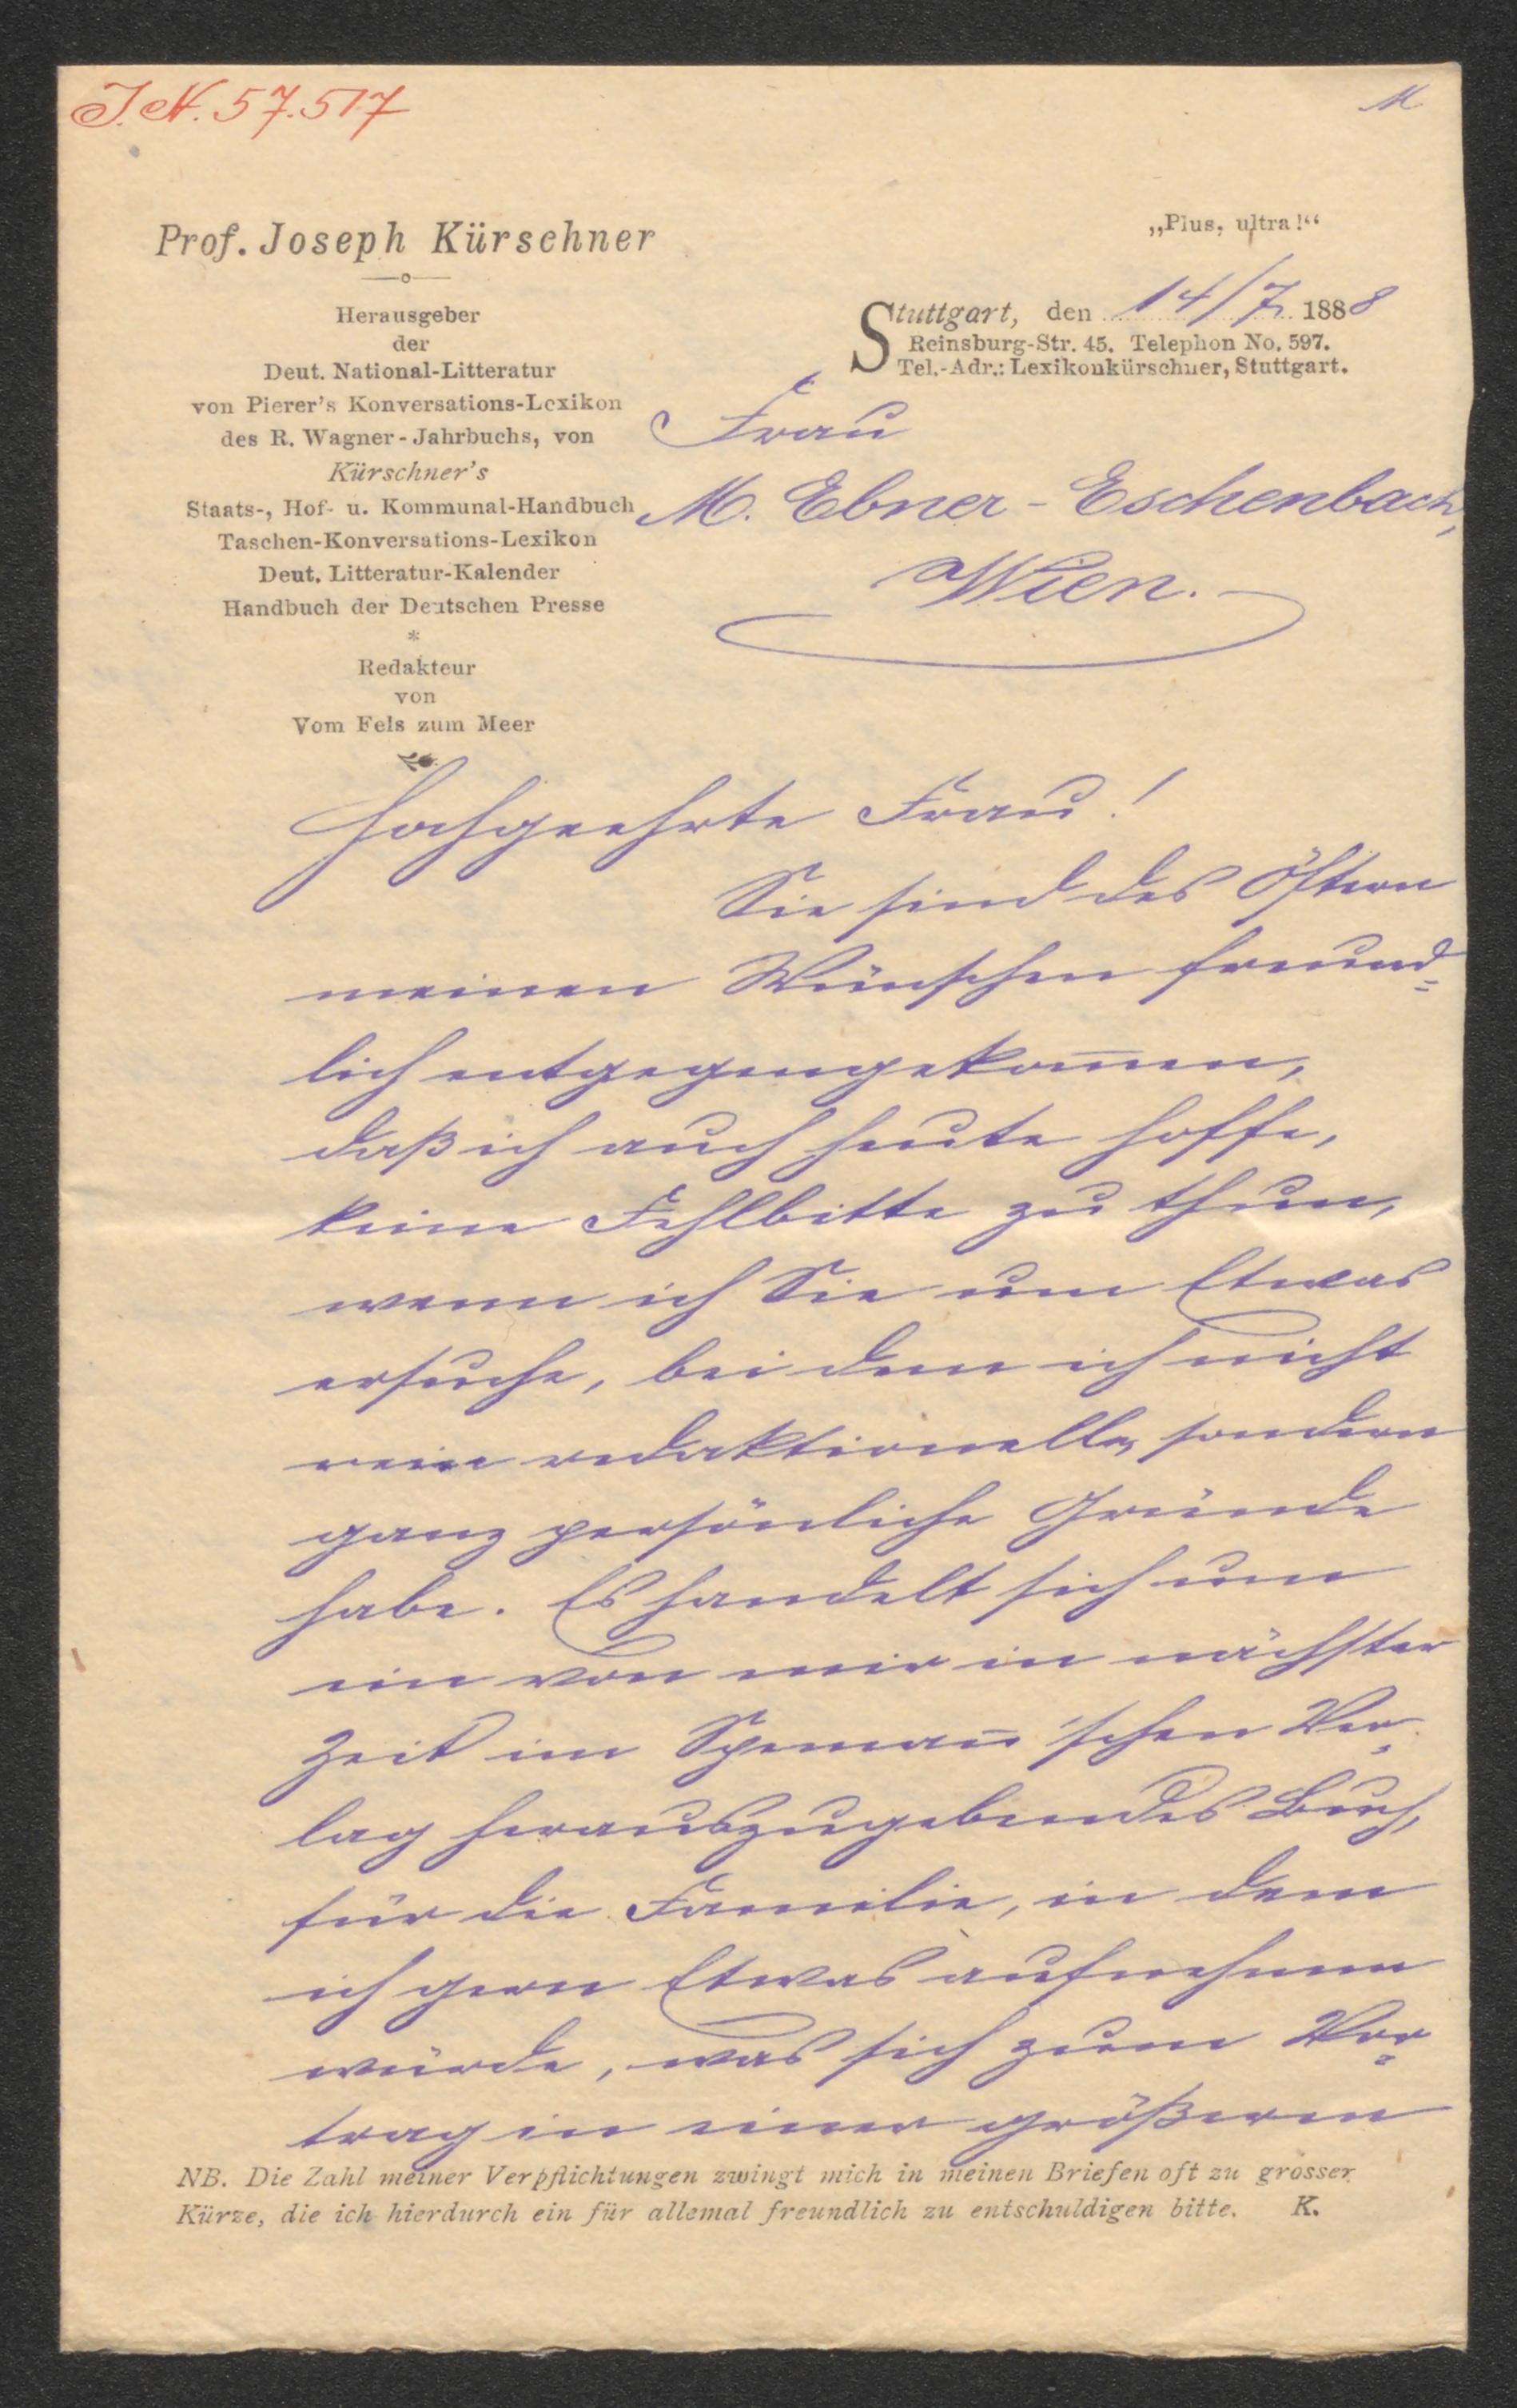 J.N. 57.517
M
Prof. Joseph Kürschner
Herausgeber
der
Deut. National-Litteratur
von Pierer's Konversations-Lexikon
des R. Wagner-Jahrbuchs, von
Kürschner's
Staats-, Hof- u. Kommunal-Handbuch
Taschen-Konversations-Lexikon
Deut. Litteratur-Kalender
Handbuch der Deutschen Presse
*
Redakteur
von
Vom Fels zum Meer
„Plus, ultra!“
Stuttgart, den 14/7. 1888
Reinsburg-Str. 45. Telephon No. 597.
Tel.-Adr.: Lexikonkürschner, Stuttgart.
Frau
M. Ebner-Eschenbach,
Wien.
Hochgeehrte Frau!
Sie sind des Öftern
meinen Wünschen freund=
lich entgegengekom̅en,
daß ich auch heute hoffe,
keine Fehlbitte zu thun,
wenn ich Sie um Etwas
ersuche, bei dem ich nicht
rein redaktionelle, sondern
ganz persönliche Gründe
habe. Es handelt sich um
ein von mir in nächster
Zeit im Speman̅'schen Ver=
lag herauszugebendes Buch,
für die Familie, in dem
ich gern Etwas aufnehmen
würde, was sich zum Vor=
trag in einer größeren
NB. Die Zahl meiner Verpflichtungen zwingt mich in meinen Briefen oft zu grosser
Kürze, die ich hierdurch ein für allemal freundlich zu entschuldigen bitte. K.